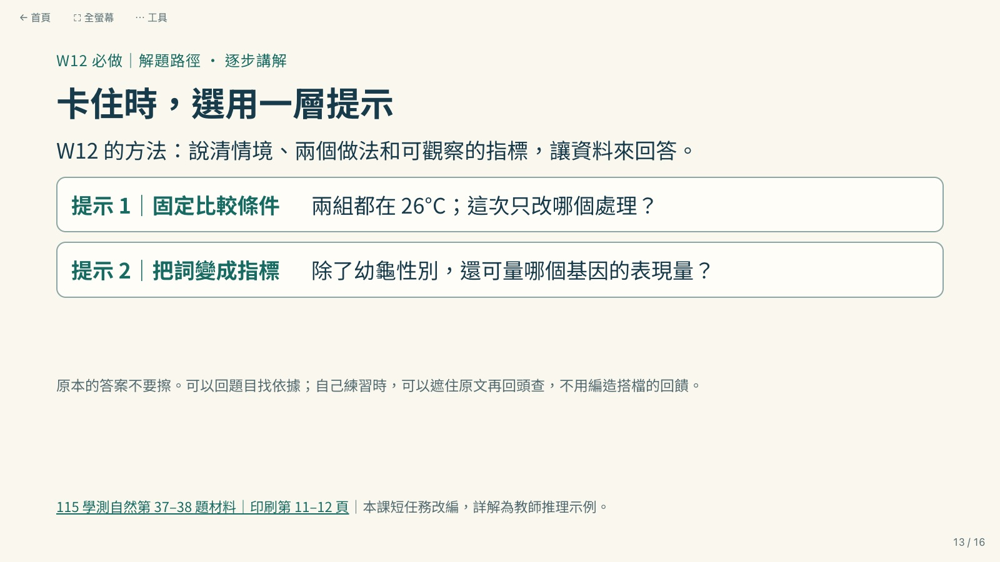 ← 首頁 ⛶ 全螢幕 ⋯ 工具
W12 必做｜解題路徑 · 逐步講解
卡住時，選用一層提示
W12 的方法：說清情境、兩個做法和可觀察的指標，讓資料來回答。
提示 1｜固定比較條件 兩組都在 26°C；這次只改哪個處理？
提示 2｜把詞變成指標 除了幼龜性別，還可量哪個基因的表現量？
原本的答案不要擦。可以回題目找依據；自己練習時，可以遮住原文再回頭查，不用編造搭檔的回饋。
115 學測自然第 37–38 題材料｜印刷第 11–12 頁｜本課短任務改編，詳解為教師推理示例。
13 / 16